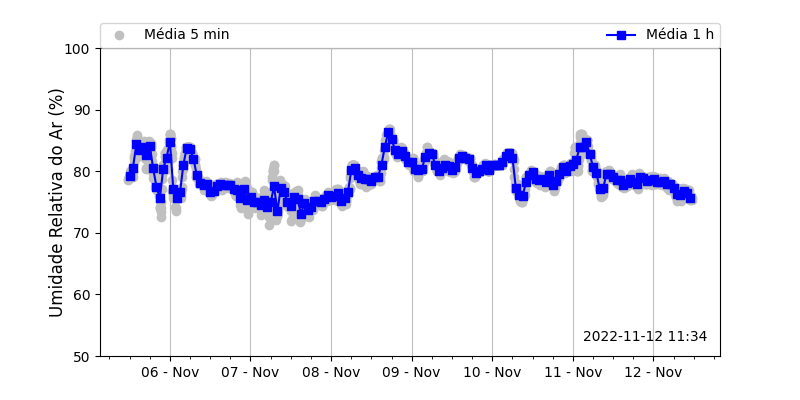 Média 5 min
Média 1 h
Umidade Relativa do Ar (%)
100
90
80
70
60
50
2022-11-12 11:34
06 - Nov
07 - Nov
08 - Nov
09 - Nov
10 - Nov
11 - Nov
12 - Nov